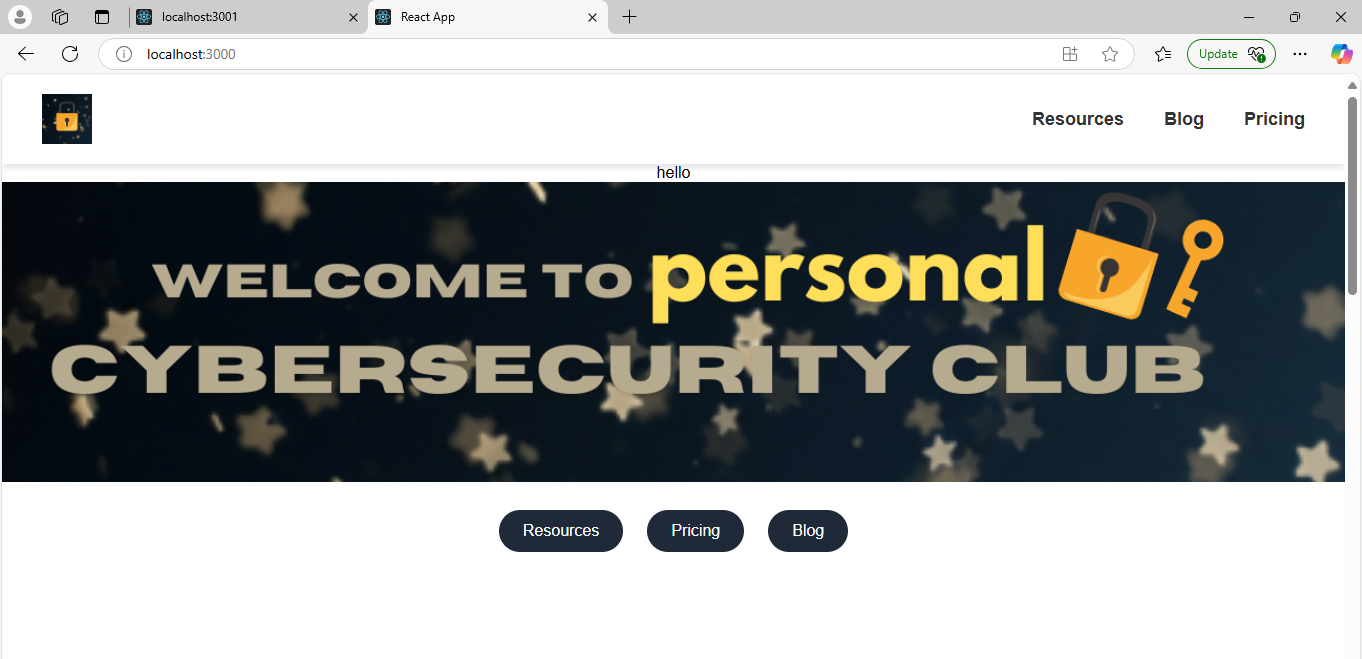 localhost:3001
React App
localhost:3000
Update
Resources Blog Pricing
hello
WELCOME TO personal
CYBERSECURITY CLUB
Resources Pricing Blog